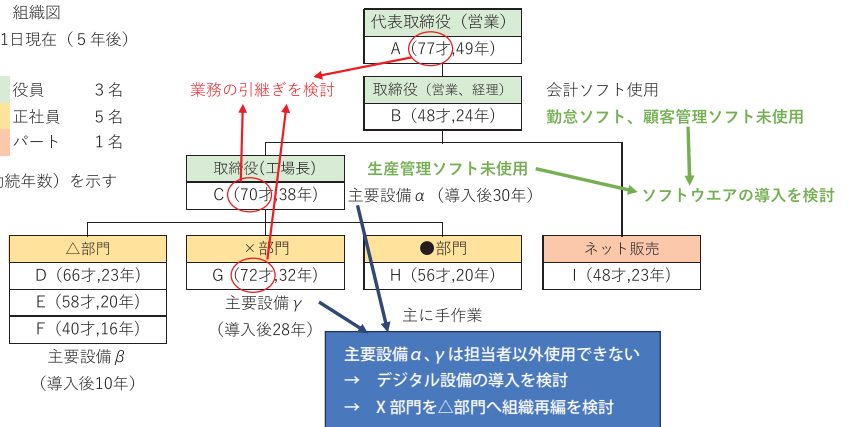 組織図
1日現在（５年後）
役員　３名
正社員　５名
パート　１名
続年数）を示す
代表取締役（営業）
A（77才,49年）
業務の引継ぎを検討
取締役（営業、経理）
B（48才,24年）
会計ソフト使用
勤怠ソフト、顧客管理ソフト未使用
取締役(工場長)
C（70才,38年）
生産管理ソフト未使用
主要設備α（導入後30年）
ソフトウエアの導入を検討
△部門
D（66才,23年）
E（58才,20年）
F（40才,16年）
主要設備β
（導入後10年）
×部門
G（72才,32年）
主要設備γ
（導入後28年）
●部門
H（56才,20年）
主に手作業
ネット販売
I（48才,23年）
主要設備α、γは担当者以外使用できない
→　デジタル設備の導入を検討
→　X部門を△部門へ組織再編を検討